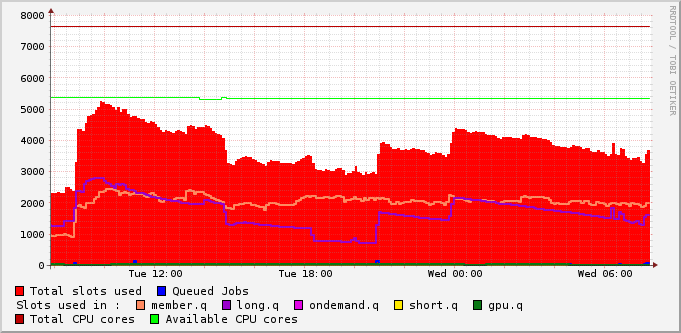 8000
7000
6000
5000
4000
3000
2000
1000
0
Tue 12:00 Tue 18:00 Wed 00:00 Wed 06:00
Total slots used Queued Jobs
Slots used in : member.q long.q ondemand.q short.q gpu.q
Total CPU cores Available CPU cores
RRDTOOL / TOBI OETIKER